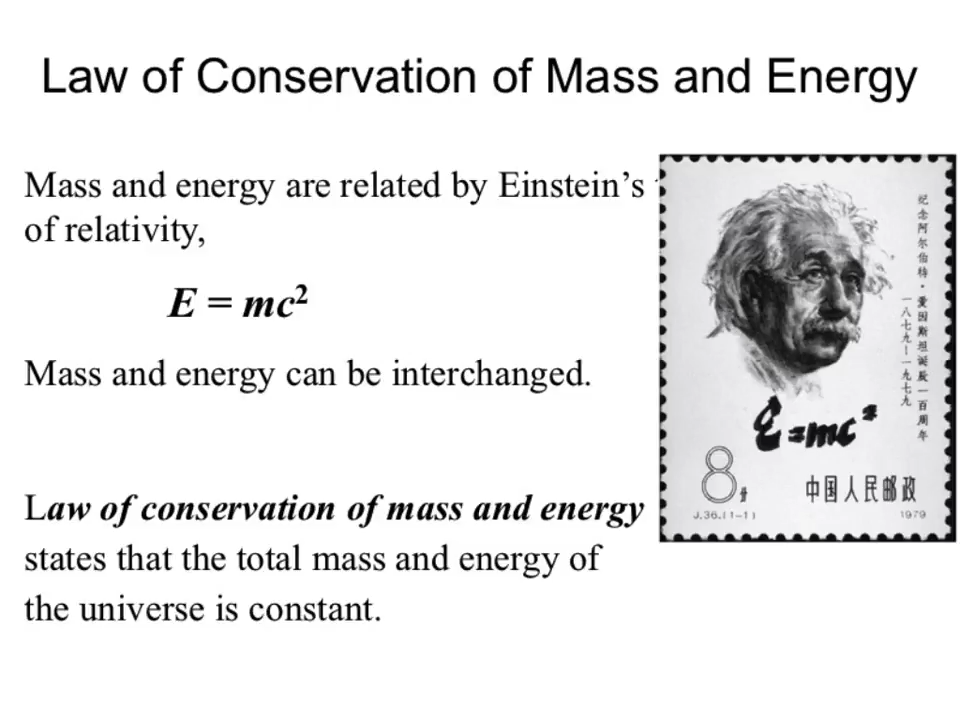 Law of Conservation of Mass and Energy
Mass and energy are related by Einstein’s
of relativity,
E = mc²
Mass and energy can be interchanged.
Law of conservation of mass and energy
states that the total mass and energy of
the universe is constant.
纪念阿尔伯特·爱因斯坦诞辰一百周年
一八七九—一九七九
E=mc²
8分
中国人民邮政
J.36.(1-1)
1979